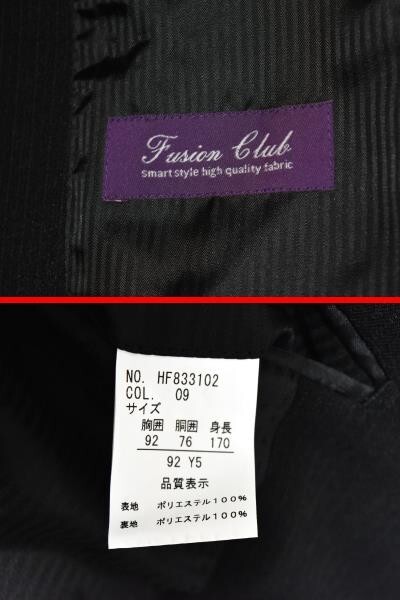 Fusion Club
smart style high quality fabric
NO. HF833102
COL. 09
サイズ
胸囲 胴囲 身長
92 76 170
92 Y5
品質表示
表地 ポリエステル100%
裏地 ポリエステル100%